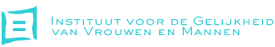 Instituut voor de Gelijkheid
van Vrouwen en Mannen